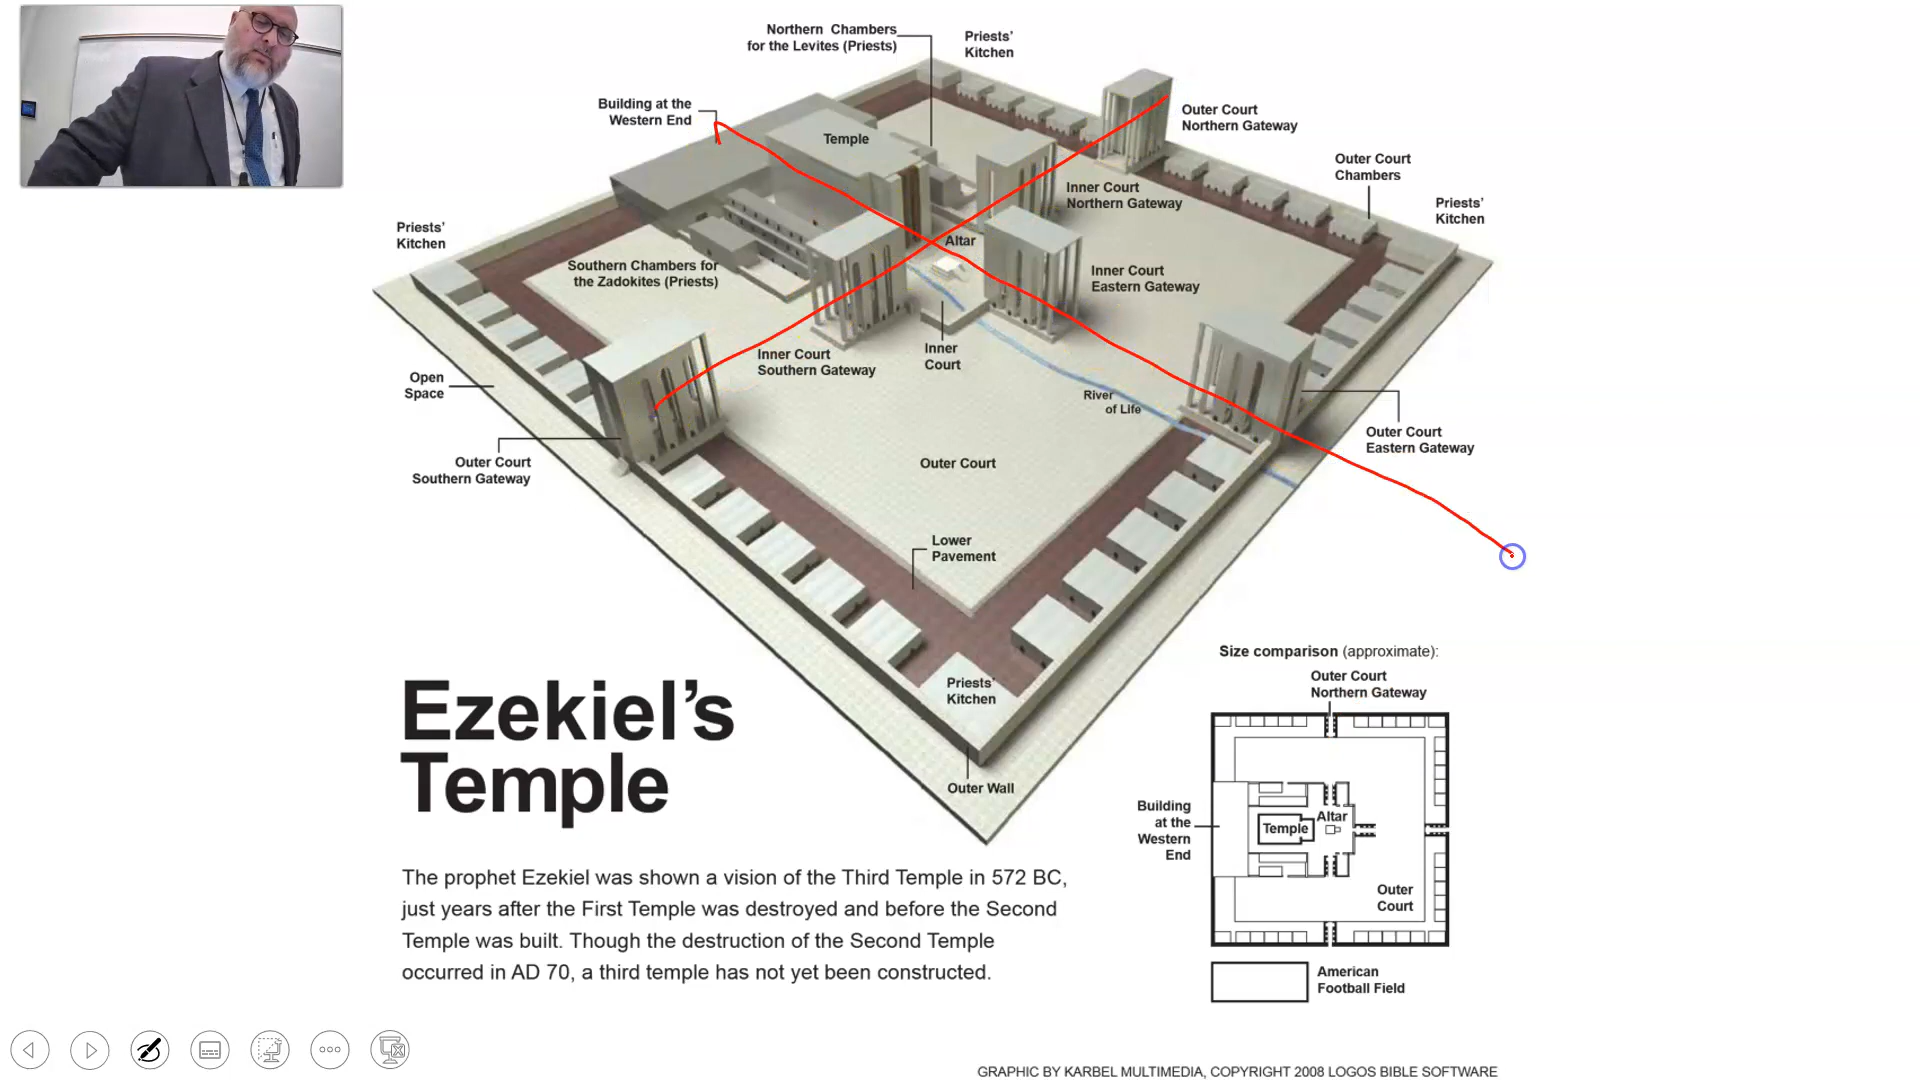 Northern Chambers
for the Levites (Priests)
Priests'
Kitchen
Building at the
Western End
Temple
Outer Court
Northern Gateway
Outer Court
Chambers
Priests'
Kitchen
Inner Court
Northern Gateway
Priests'
Kitchen
Altar
Southern Chambers for
the Zadokites (Priests)
Inner Court
Eastern Gateway
Inner Court
Southern Gateway
Inner
Court
Open
Space
River
of Life
Outer Court
Eastern Gateway
Outer Court
Southern Gateway
Outer Court
Lower
Pavement
Priests'
Kitchen
Outer Wall
Ezekiel's
Temple
The prophet Ezekiel was shown a vision of the Third Temple in 572 BC,
just years after the First Temple was destroyed and before the Second
Temple was built. Though the destruction of the Second Temple
occurred in AD 70, a third temple has not yet been constructed.
Size comparison (approximate):
Outer Court
Northern Gateway
Building
at the
Western
End
Temple
Altar
Outer
Court
American
Football Field
GRAPHIC BY KARBEL MULTIMEDIA, COPYRIGHT 2008 LOGOS BIBLE SOFTWARE